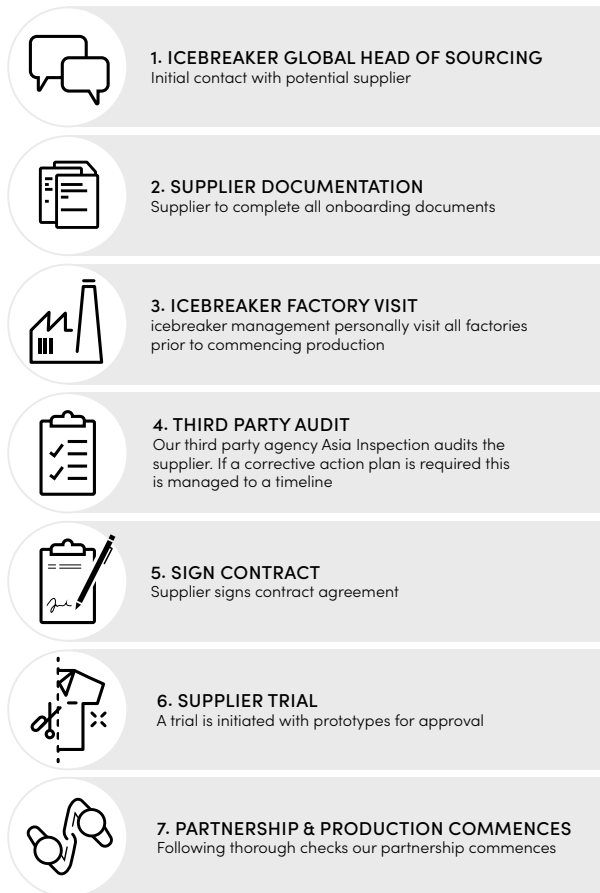 1. ICEBREAKER GLOBAL HEAD OF SOURCING
Initial contact with potential supplier
2. SUPPLIER DOCUMENTATION
Supplier to complete all onboarding documents
3. ICEBREAKER FACTORY VISIT
icebreaker management personally visit all factories
prior to commencing production
4. THIRD PARTY AUDIT
Our third party agency Asia Inspection audits the
supplier. If a corrective action plan is required this
is managed to a timeline
5. SIGN CONTRACT
Supplier signs contract agreement
6. SUPPLIER TRIAL
A trial is initiated with prototypes for approval
7. PARTNERSHIP & PRODUCTION COMMENCES
Following thorough checks our partnership commences